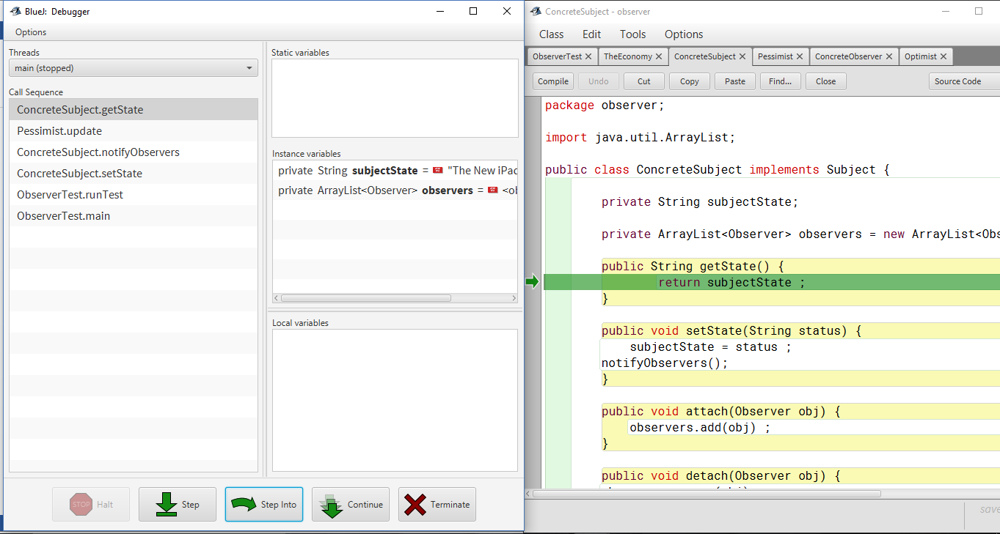 BlueJ: Debugger
Options
Threads
main (stopped)
Call Sequence
ConcreteSubject.getState
Pessimist.update
ConcreteSubject.notifyObservers
ConcreteSubject.setState
ObserverTest.runTest
ObserverTest.main
Static variables
Instance variables
private String subjectState = "The New iPac
private ArrayList<Observer> observers = <ob
Local variables
STOP Halt
Step
Step Into
Continue
Terminate
ConcreteSubject - observer
Class Edit Tools Options
ObserverTest TheEconomy ConcreteSubject Pessimist ConcreteObserver Optimist
Compile Undo Cut Copy Paste Find... Close Source Code
package observer;
import java.util.ArrayList;
public class ConcreteSubject implements Subject {
private String subjectState;
private ArrayList<Observer> observers = new ArrayList<Obs
public String getState() {
return subjectState ;
}
public void setState(String status) {
subjectState = status ;
notifyObservers();
}
public void attach(Observer obj) {
observers.add(obj) ;
}
public void detach(Observer obj) {
save